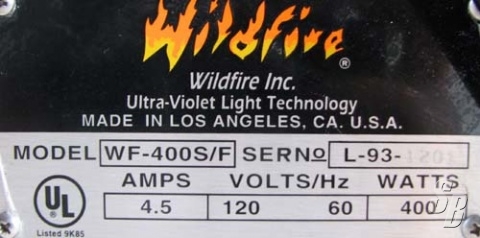 Wildfire ®
Wildfire Inc.
Ultra-Violet Light Technology
MADE IN LOS ANGELES, CA. U.S.A.
MODEL WF-400S/F SERNO L-93-1201
AMPS VOLTS/Hz WATTS
4.5 120 60 400
UL ®
Listed 9K85